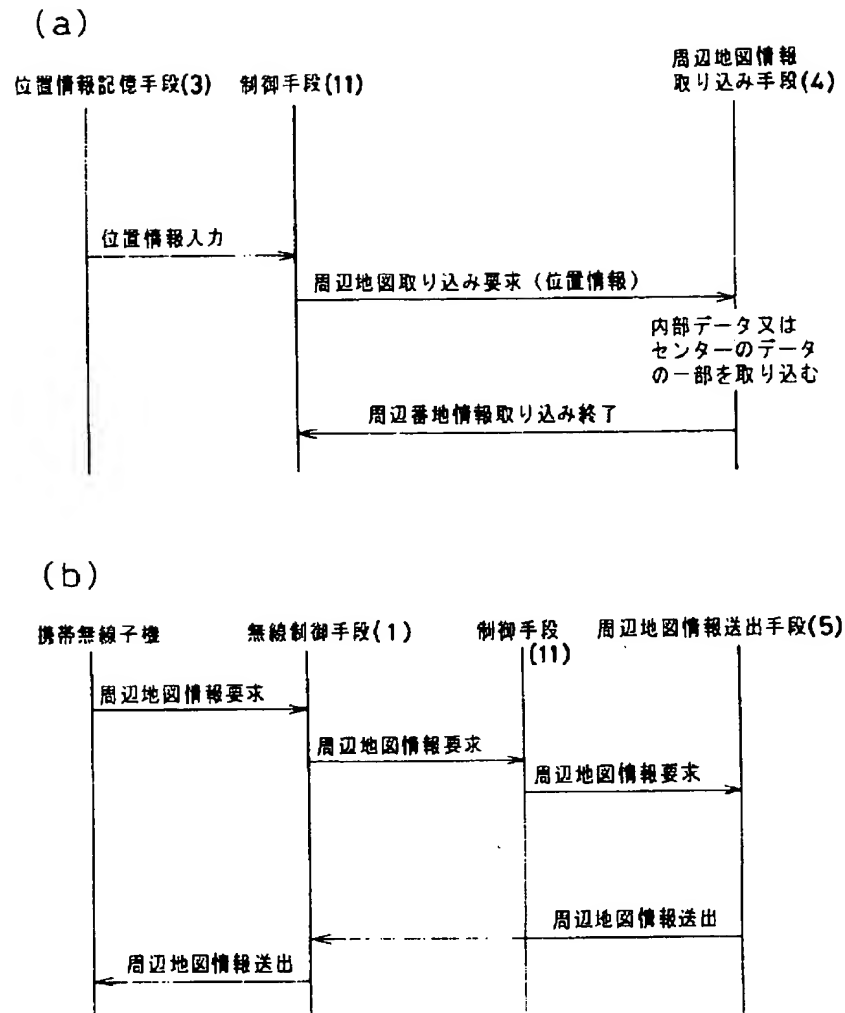 (a)
位置情報記憶手段(3)
制御手段(11)
周辺地図情報
取り込み手段(4)
位置情報入力
周辺地図取り込み要求(位置情報)
内部データ又は
センターのデータ
の一部を取り込む
周辺番地情報取り込み終了
(b)
携帯無線子機
無線制御手段(1)
制御手段
(11)
周辺地図情報送出手段(5)
周辺地図情報要求
周辺地図情報要求
周辺地図情報要求
周辺地図情報送出
周辺地図情報送出